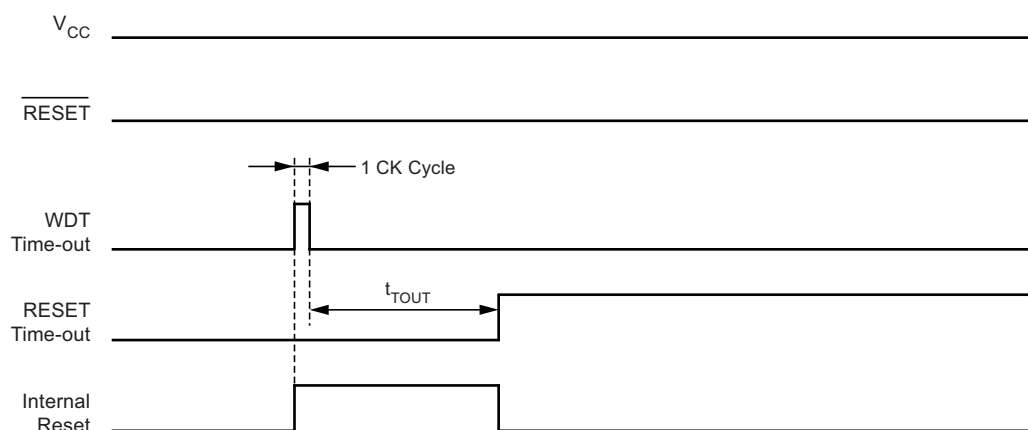 VCC
RESET
1 CK Cycle
WDT
Time-out
tTOUT
RESET
Time-out
Internal
Reset